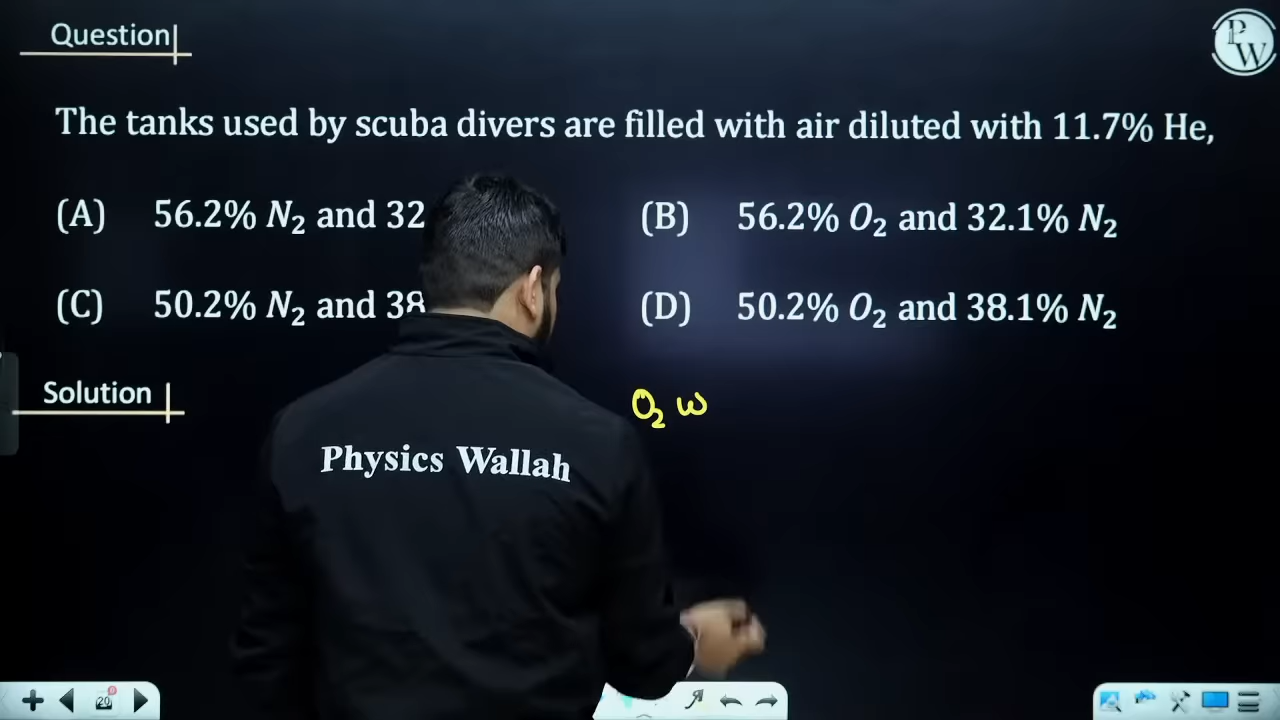 Question
PW
The tanks used by scuba divers are filled with air diluted with 11.7% He,
(A) 56.2% N₂ and 32
(B) 56.2% O₂ and 32.1% N₂
(C) 50.2% N₂ and 38
(D) 50.2% O₂ and 38.1% N₂
Solution
O₂ w
Physics Wallah
20